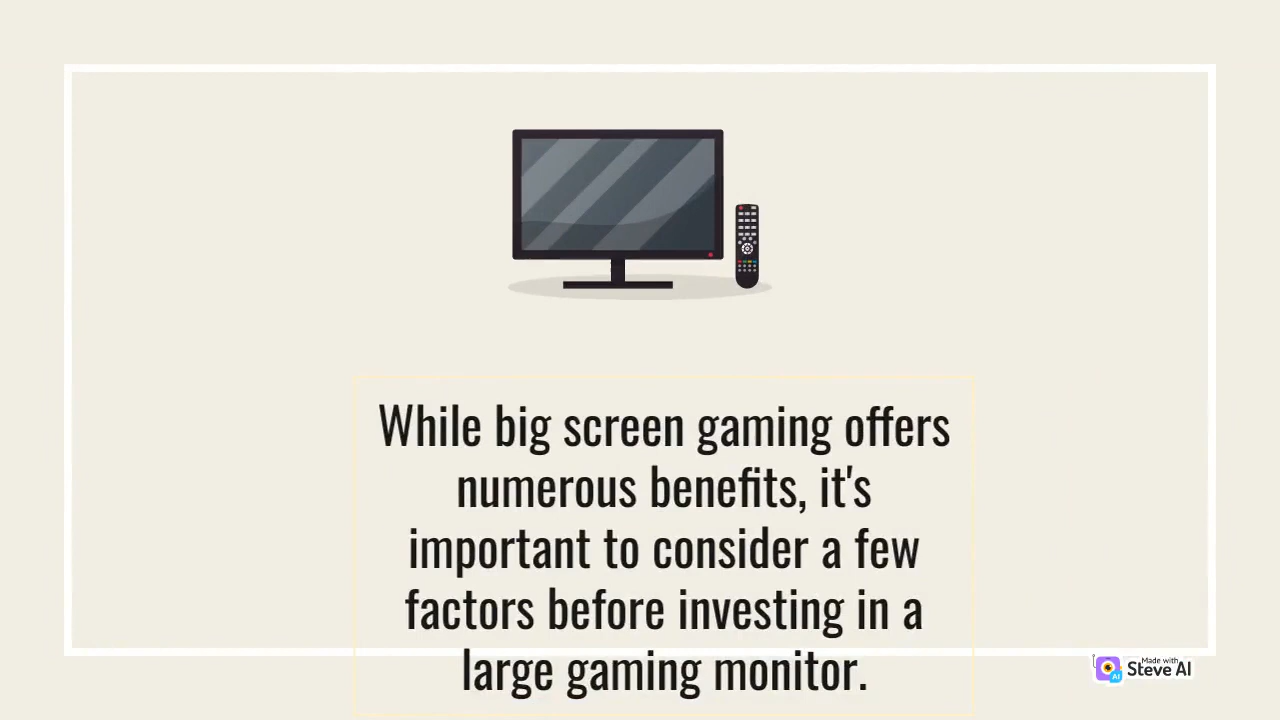 While big screen gaming offers
numerous benefits, it's
important to consider a few
factors before investing in a
large gaming monitor.
Made with
Steve AI
AI